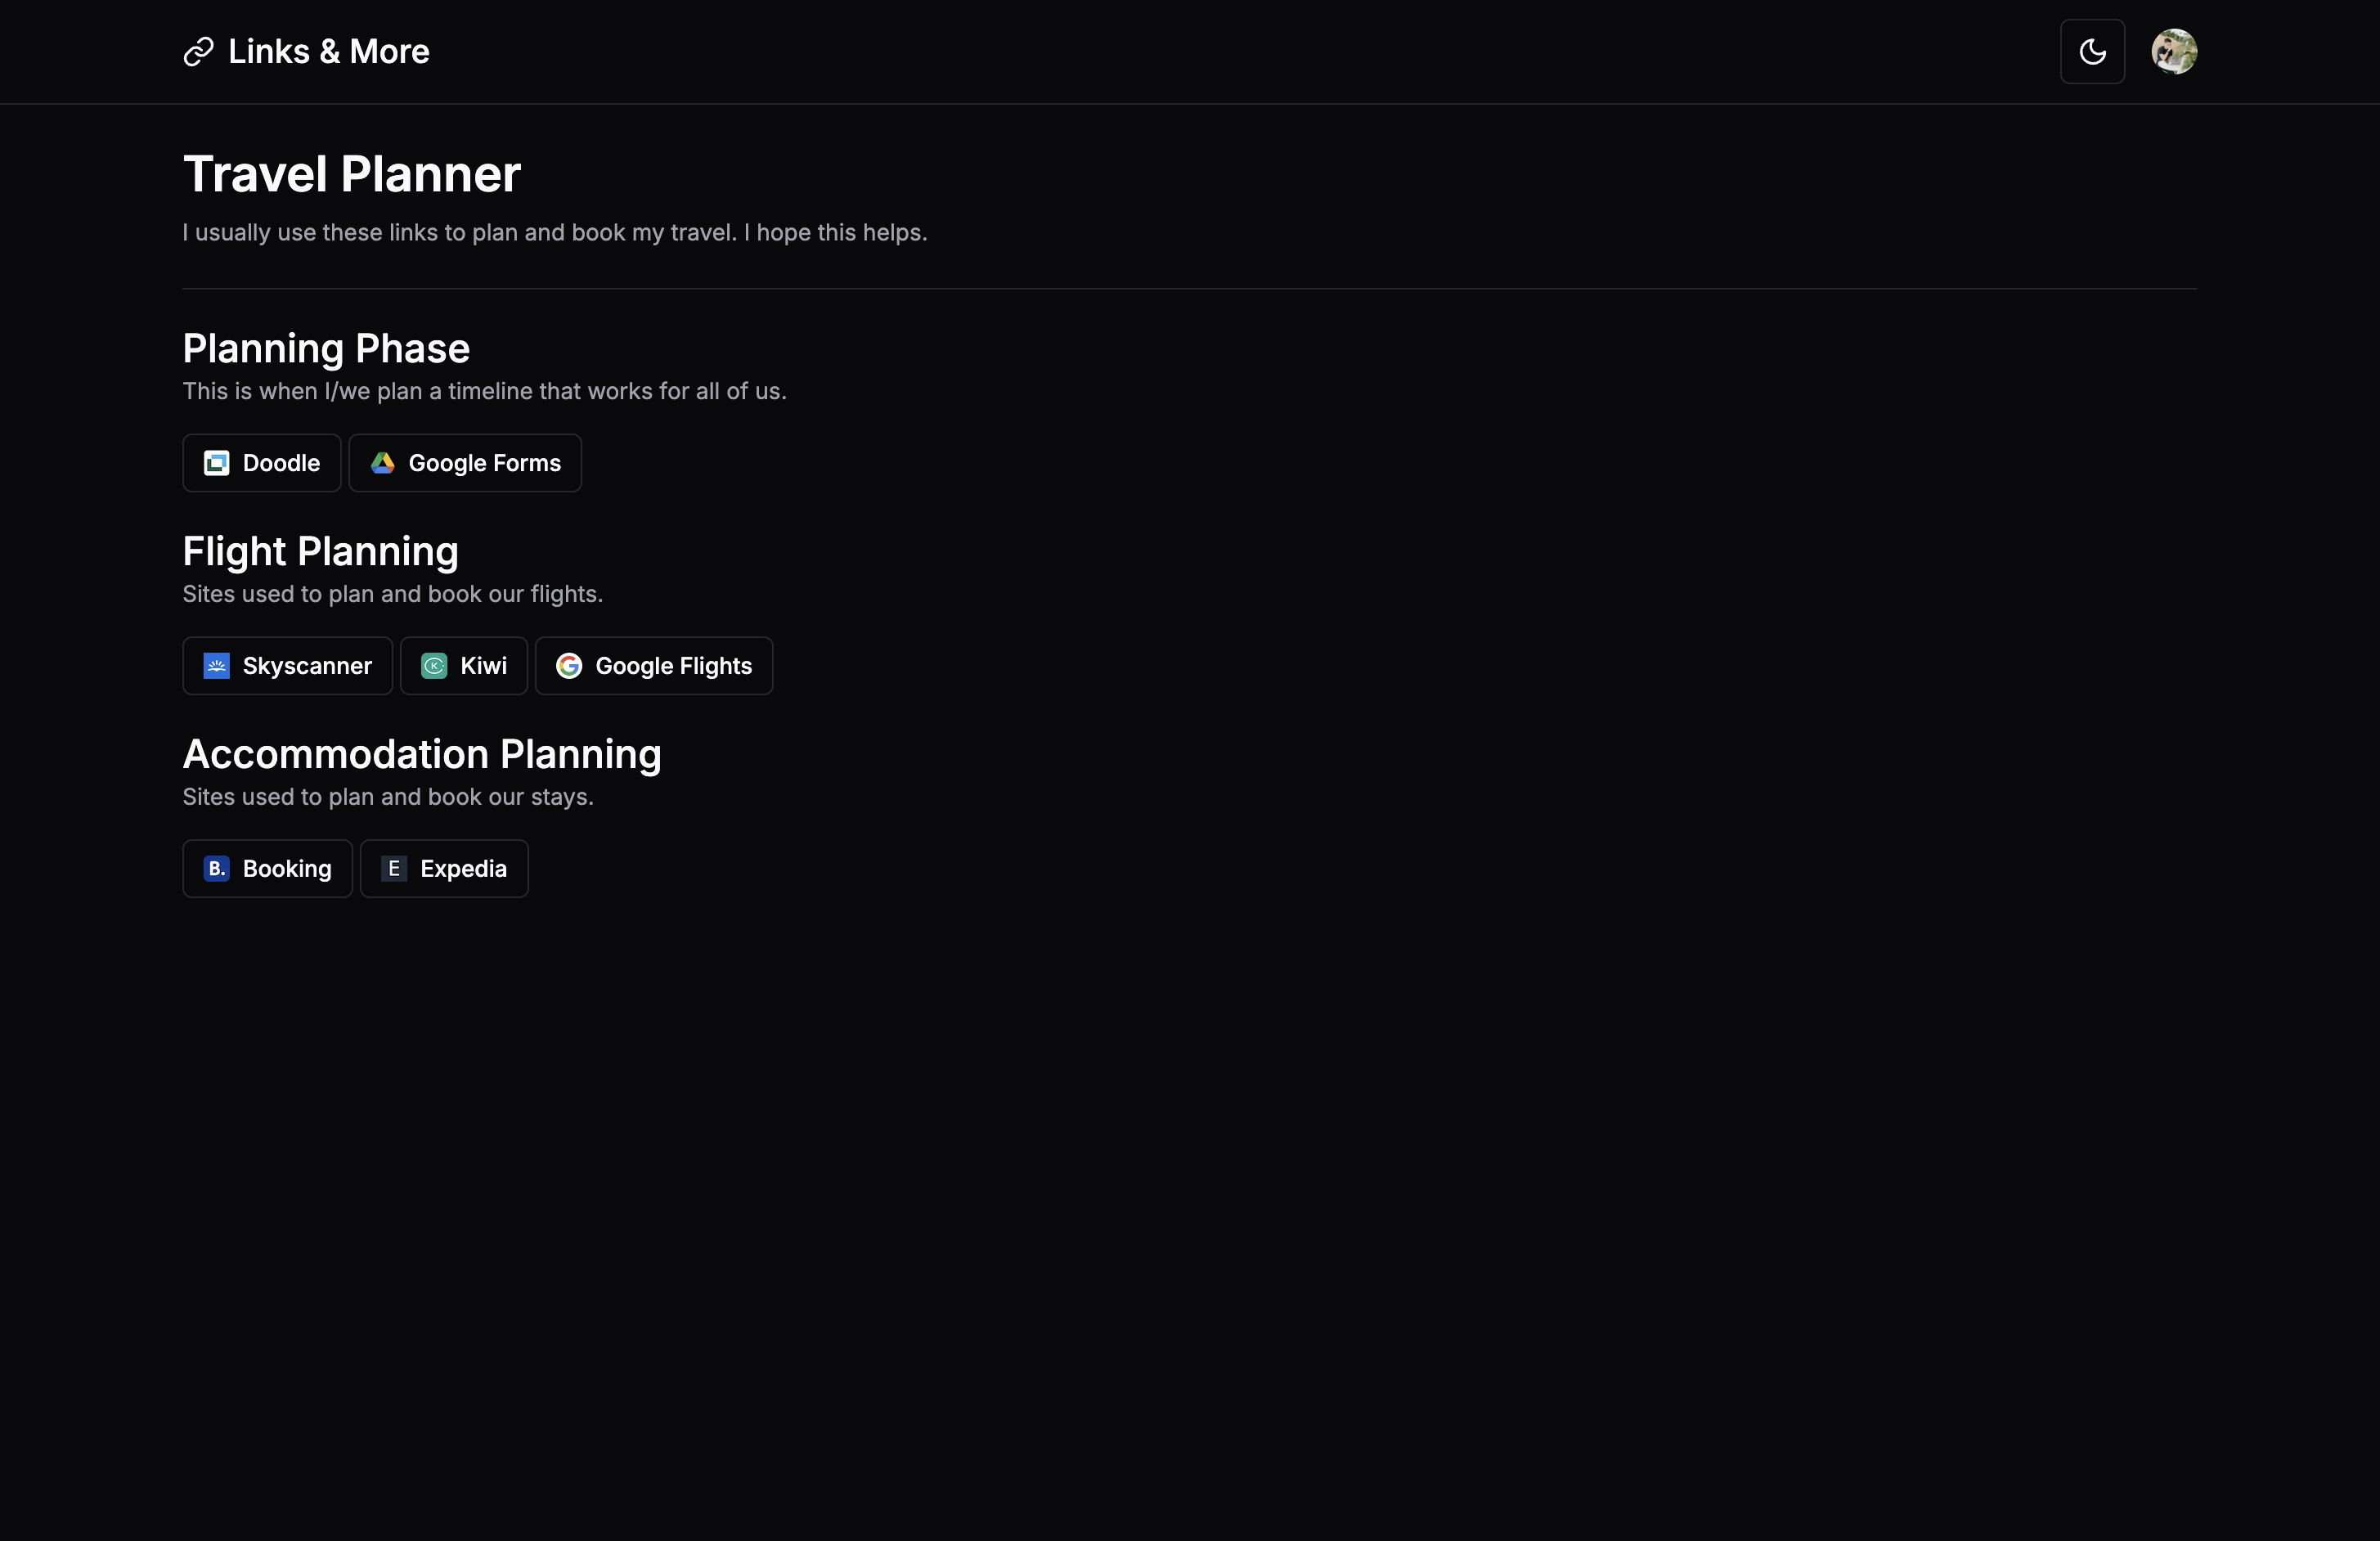 Links & More
Travel Planner
I usually use these links to plan and book my travel. I hope this helps.
Planning Phase
This is when I/we plan a timeline that works for all of us.
Doodle
Google Forms
Flight Planning
Sites used to plan and book our flights.
Skyscanner
K
Kiwi
G
Google Flights
Accommodation Planning
Sites used to plan and book our stays.
B.
Booking
E
Expedia